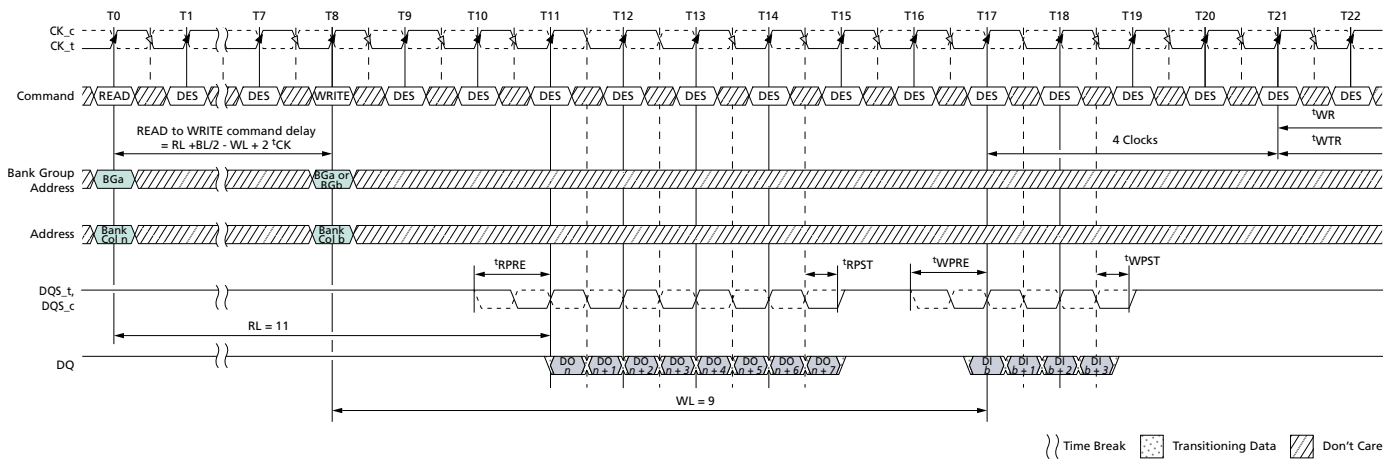 T0 T1 T7 T8 T9 T10 T11 T12 T13 T14 T15 T16 T17 T18 T19 T20 T21 T22
CK_c
CK_t
Command READ DES DES WRITE DES DES DES DES DES DES DES DES DES DES DES DES DES DES
tWR
READ to WRITE command delay
= RL +BL/2 - WL + 2 tCK
4 Clocks
tWTR
Bank Group
Address
BGa
BGa or
BGb
Address
Bank
Col n
Bank
Col b
tRPRE tRPST tWPRE tWPST
DQS_t,
DQS_c
RL = 11
DQ
DO
n
DO
n + 1
DO
n + 2
DO
n + 3
DO
n + 4
DO
n + 5
DO
n + 6
DO
n + 7
DI
b
DI
b + 1
DI
b + 2
DI
b + 3
WL = 9
Time Break Transitioning Data Don't Care